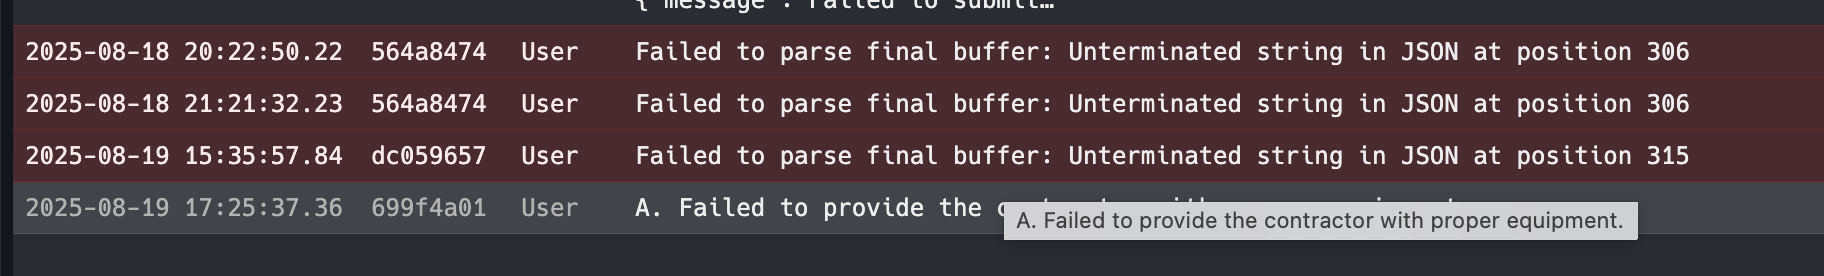 { "message": "Failed to submit…
2025-08-18 20:22:50.22 564a8474 User Failed to parse final buffer: Unterminated string in JSON at position 306
2025-08-18 21:21:32.23 564a8474 User Failed to parse final buffer: Unterminated string in JSON at position 306
2025-08-19 15:35:57.84 dc059657 User Failed to parse final buffer: Unterminated string in JSON at position 315
2025-08-19 17:25:37.36 699f4a01 User A. Failed to provide the
A. Failed to provide the contractor with proper equipment.